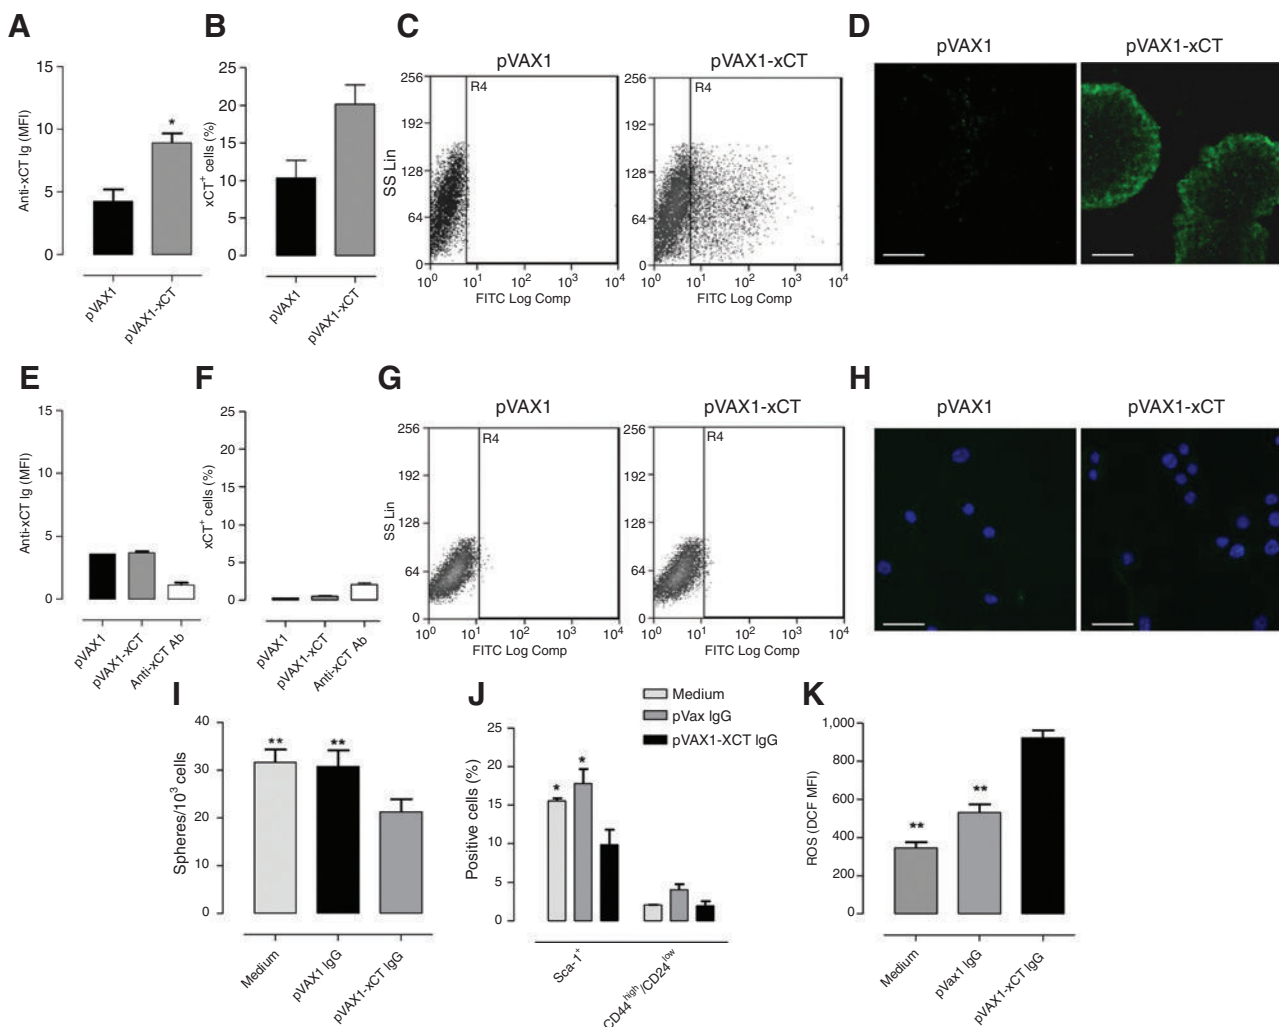 A
B
C
D
15
10
5
0
Anti-xCT Ig (MFI)
*
pVAX1
pVAX1-xCT
25
20
15
10
5
0
xCT+ cells (%)
pVAX1
pVAX1-xCT
pVAX1
pVAX1-xCT
256
192
128
64
0
SS Lin
R4
10^0 10^1 10^2 10^3 10^4
FITC Log Comp
256
192
128
64
0
R4
10^0 10^1 10^2 10^3 10^4
FITC Log Comp
pVAX1
pVAX1-xCT
E
F
G
H
15
10
5
0
Anti-xCT Ig (MFI)
pVAX1
pVAX1-xCT
Anti-xCT Ab
25
20
15
10
5
0
xCT+ cells (%)
pVAX1
pVAX1-xCT
Anti-xCT Ab
pVAX1
pVAX1-xCT
256
192
128
64
0
SS Lin
R4
10^0 10^1 10^2 10^3 10^4
FITC Log Comp
256
192
128
64
0
R4
10^0 10^1 10^2 10^3 10^4
FITC Log Comp
pVAX1
pVAX1-xCT
I
J
K
40
30
20
10
0
Spheres/10^3 cells
**
**
Medium
pVAX1 IgG
pVAX1-xCT IgG
Medium
pVax IgG
pVAX1-XCT IgG
25
20
15
10
5
0
Positive cells (%)
*
*
Sca-1+
CD44high/CD24low
1,000
800
600
400
200
0
ROS (DCF MFI)
**
**
Medium
pVax1 IgG
pVAX1-xCT IgG